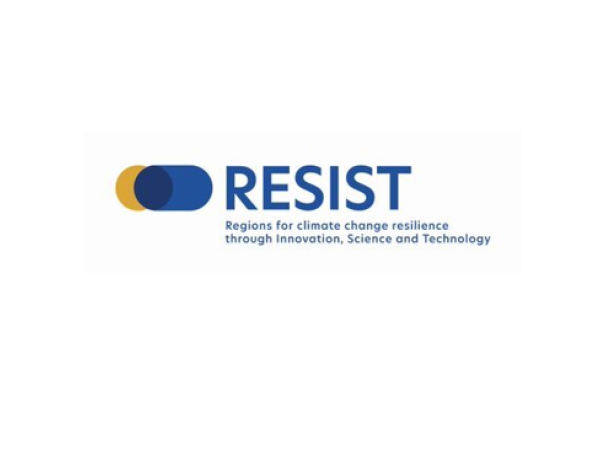 RESIST
Regions for climate change resilience
through Innovation, Science and Technology